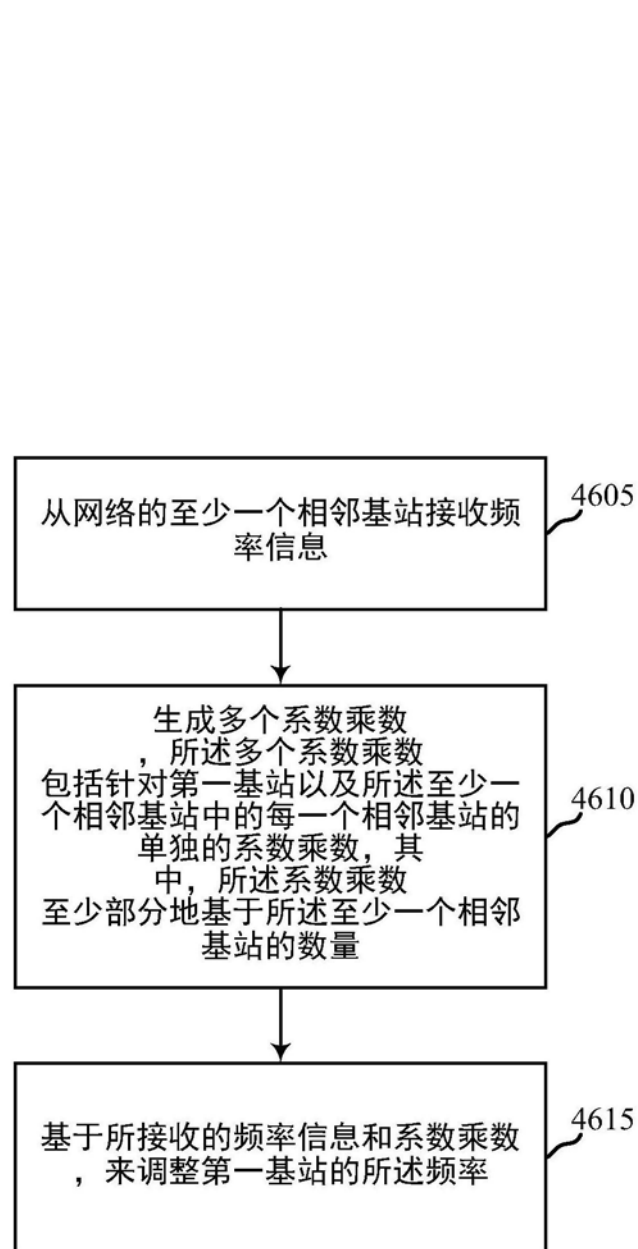 从网络的至少一个相邻基站接收频
率信息
4605
生成多个系数乘数
，所述多个系数乘数
包括针对第一基站以及所述至少一
个相邻基站中的每一个相邻基站的
单独的系数乘数，其
中，所述系数乘数
至少部分地基于所述至少一个相邻
基站的数量
4610
基于所接收的频率信息和系数乘数
，来调整第一基站的所述频率
4615